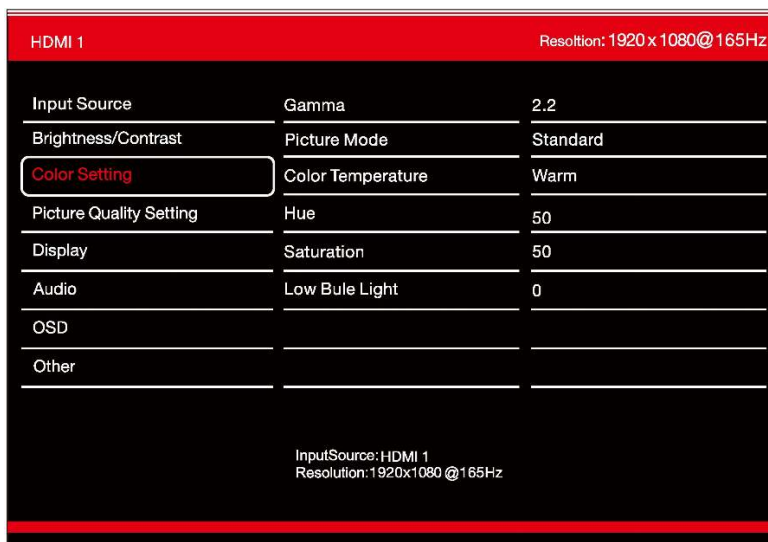 HDMI 1 Resoltion: 1920 x 1080@165Hz
Input Source Gamma 2.2
Brightness/Contrast Picture Mode Standard
Color Setting Color Temperature Warm
Picture Quality Setting Hue 50
Display Saturation 50
Audio Low Bule Light 0
OSD
Other
InputSource: HDMI 1
Resolution:1920x1080 @165Hz